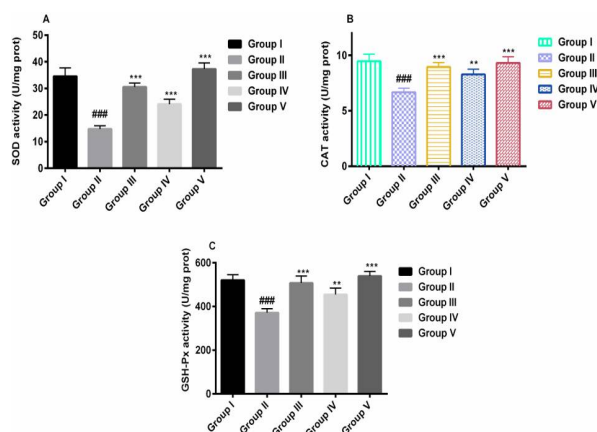 A
SOD activity (U/mg prot)
50
40
30
20
10
0
###
***
***
***
Group I
Group II
Group III
Group IV
Group V
Group I
Group II
Group III
Group IV
Group V
B
CAT activity (U/mg prot)
10
5
0
###
***
**
***
Group I
Group II
Group III
Group IV
Group V
Group I
Group II
Group III
Group IV
Group V
C
GSH-Px activity (U/mg prot)
600
400
200
0
###
***
**
***
Group I
Group II
Group III
Group IV
Group V
Group I
Group II
Group III
Group IV
Group V